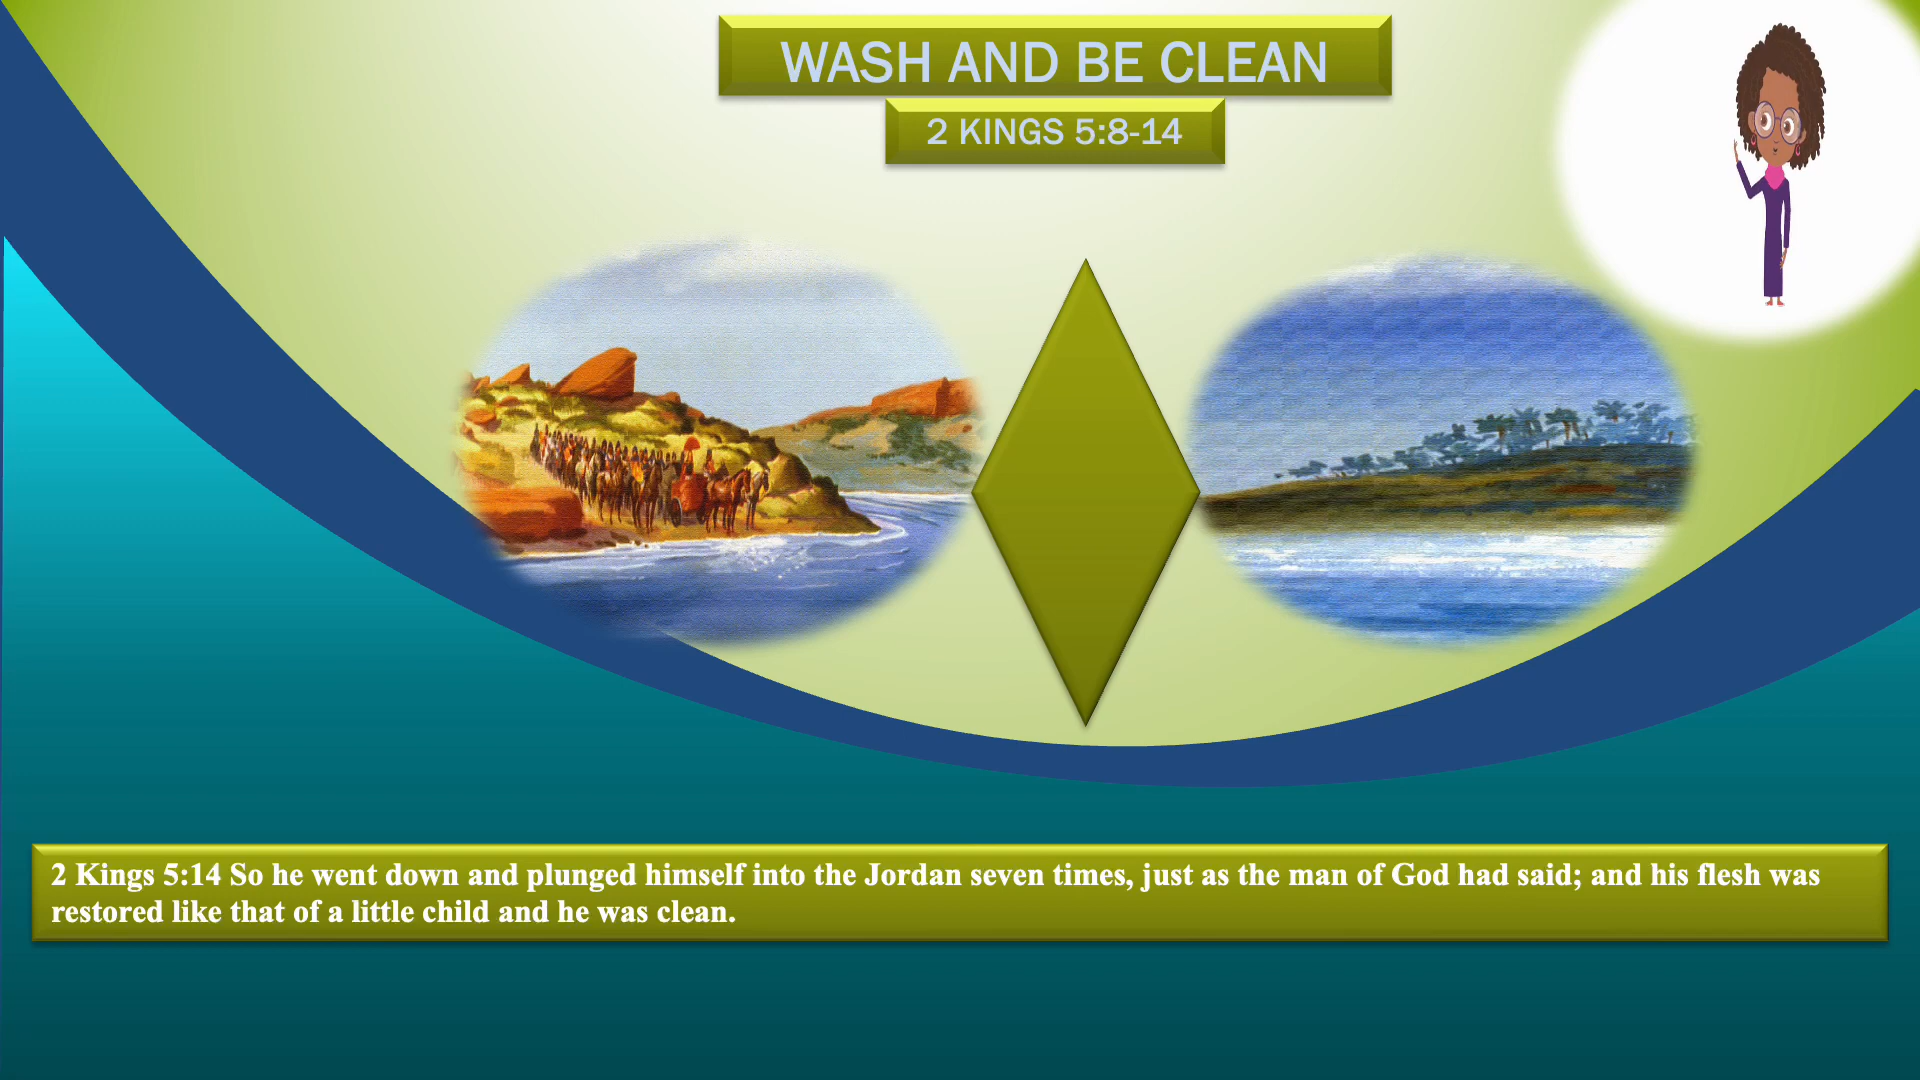 WASH AND BE CLEAN
2 KINGS 5:8-14
2 Kings 5:14 So he went down and plunged himself into the Jordan seven times, just as the man of God had said; and his flesh was
restored like that of a little child and he was clean.